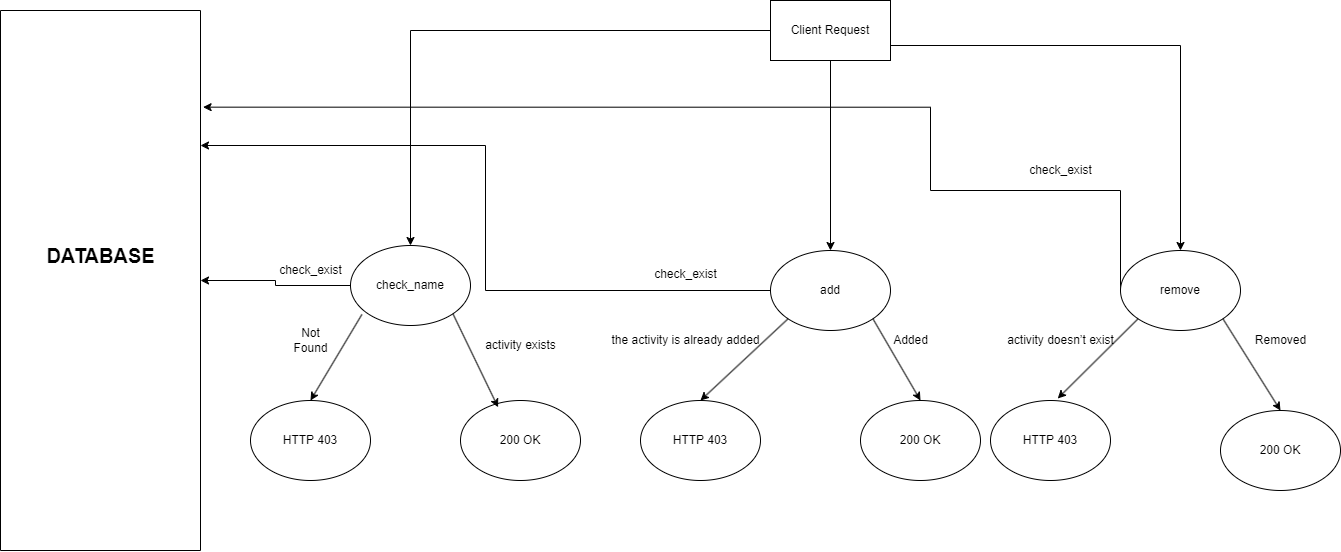 Client Request
check_exist
DATABASE
check_exist
check_name
check_exist
add
remove
Not
Found
activity exists
the activity is already added
Added
activity doesn't exist
Removed
HTTP 403
200 OK
HTTP 403
200 OK
HTTP 403
200 OK